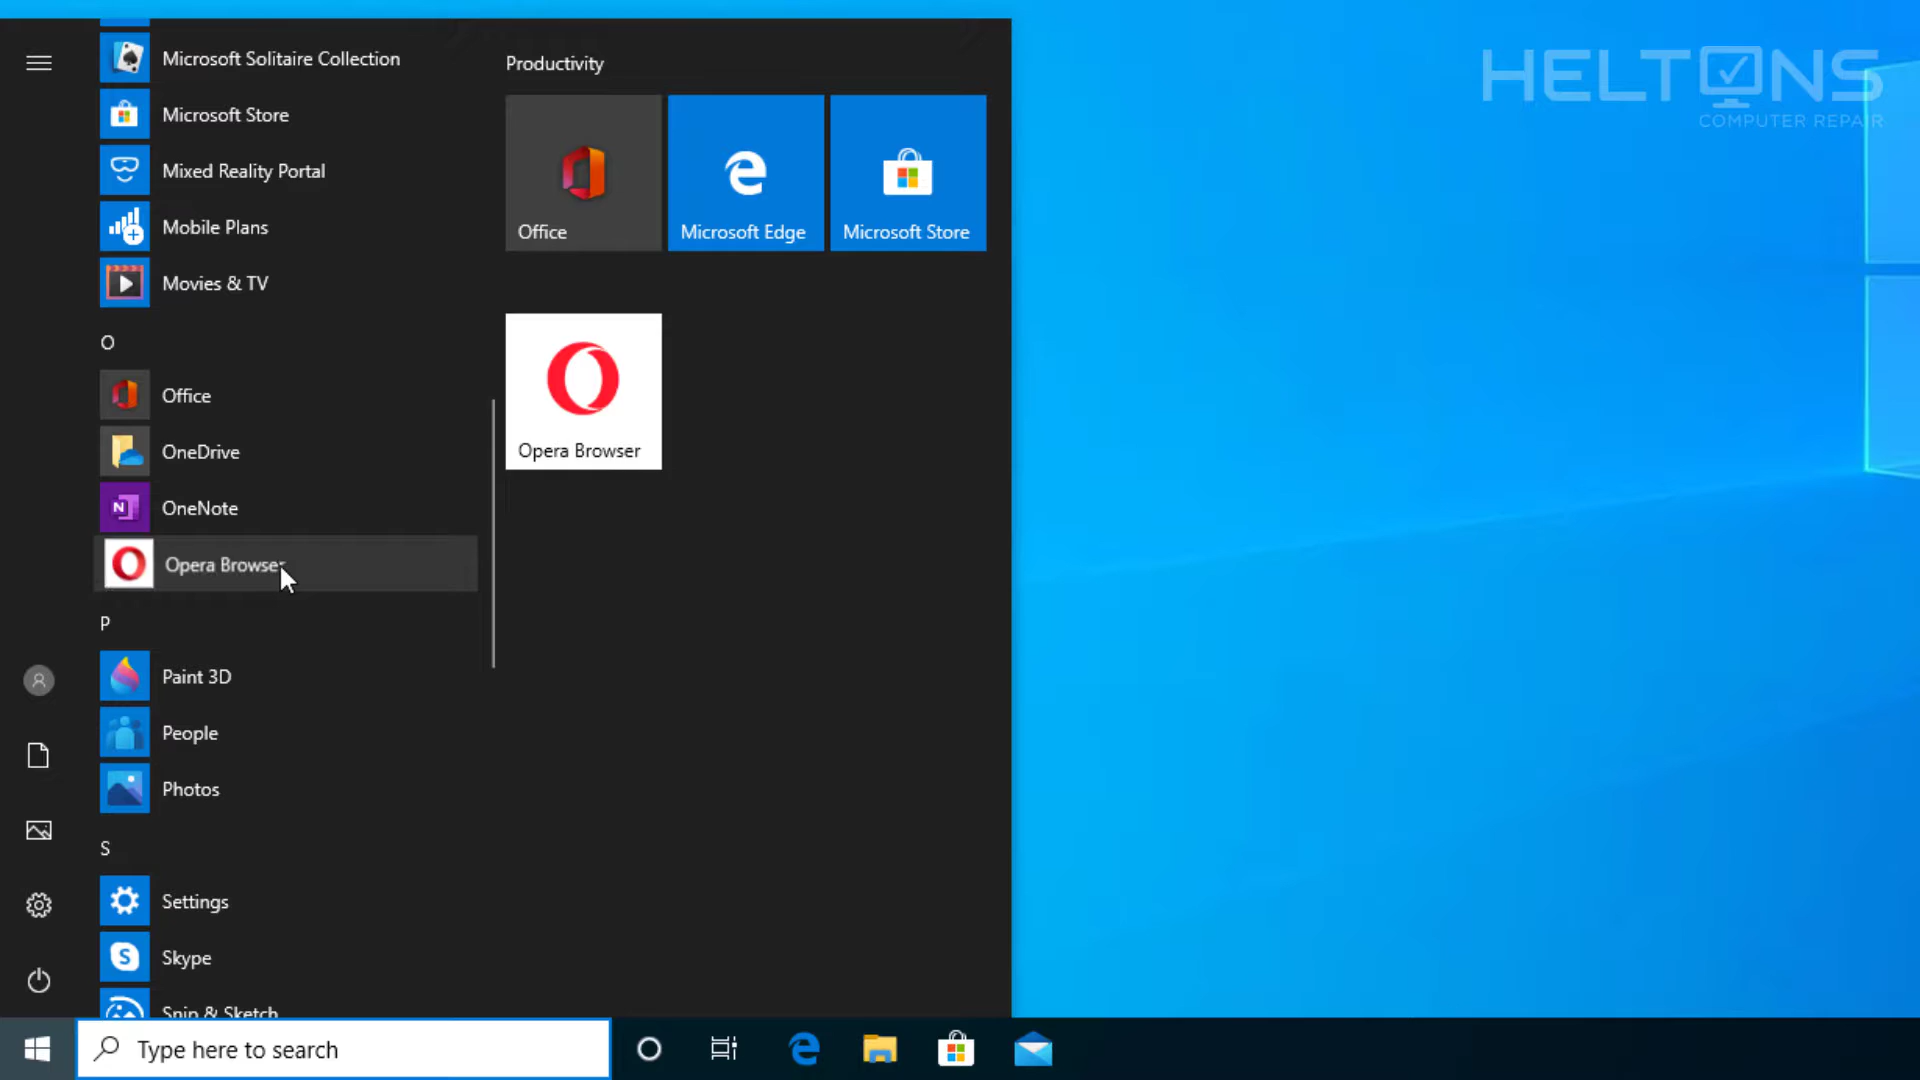 Microsoft Solitaire Collection
Microsoft Store
Mixed Reality Portal
Mobile Plans
Movies & TV
O
Office
OneDrive
OneNote
Opera Browser
P
Paint 3D
People
Photos
S
Settings
Skype
Snip & Sketch
Productivity
Office
Microsoft Edge
Microsoft Store
Opera Browser
HELTONS
COMPUTER REPAIR
Type here to search